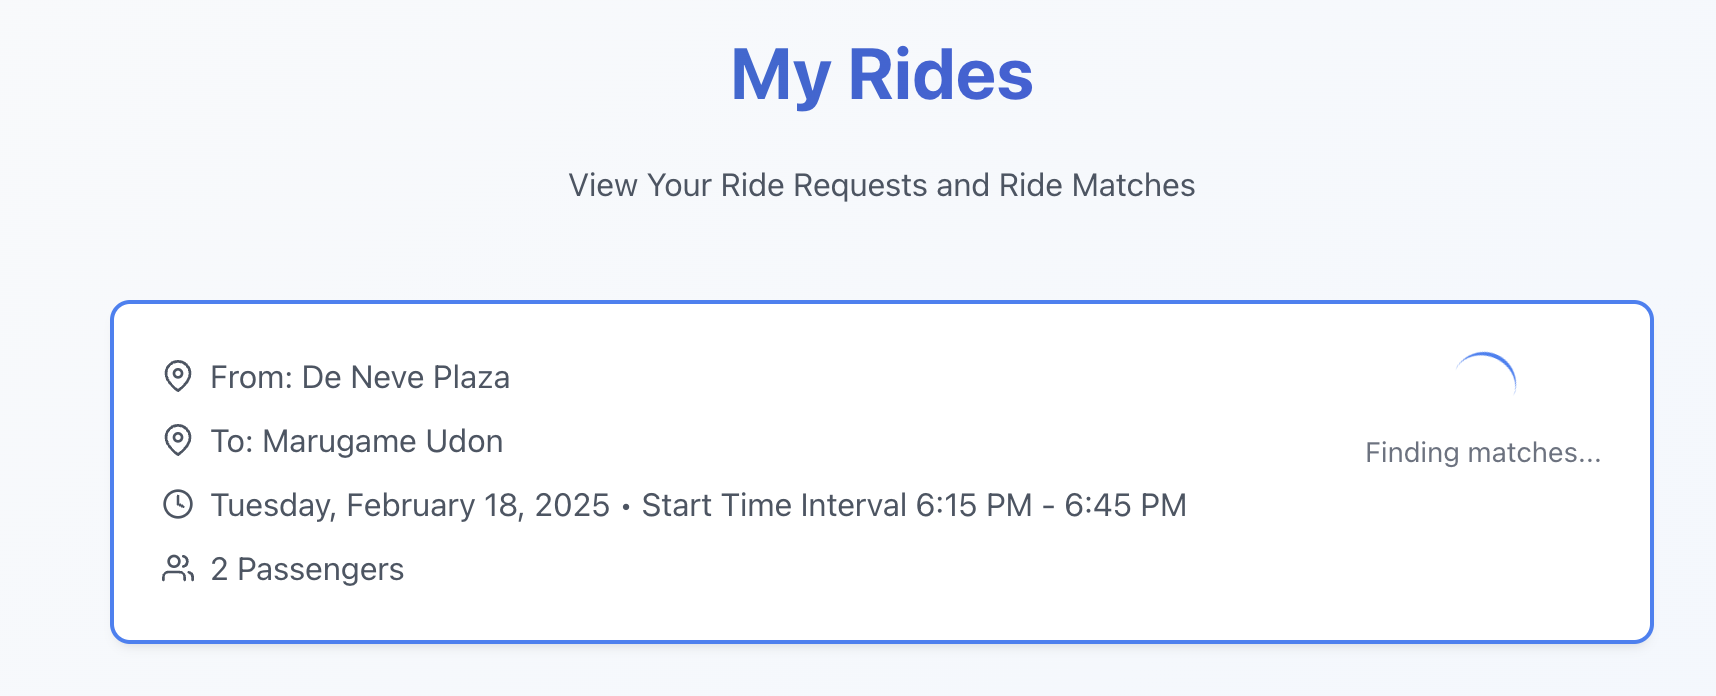 My Rides
View Your Ride Requests and Ride Matches
From: De Neve Plaza
To: Marugame Udon
Tuesday, February 18, 2025 • Start Time Interval 6:15 PM - 6:45 PM
2 Passengers
Finding matches...